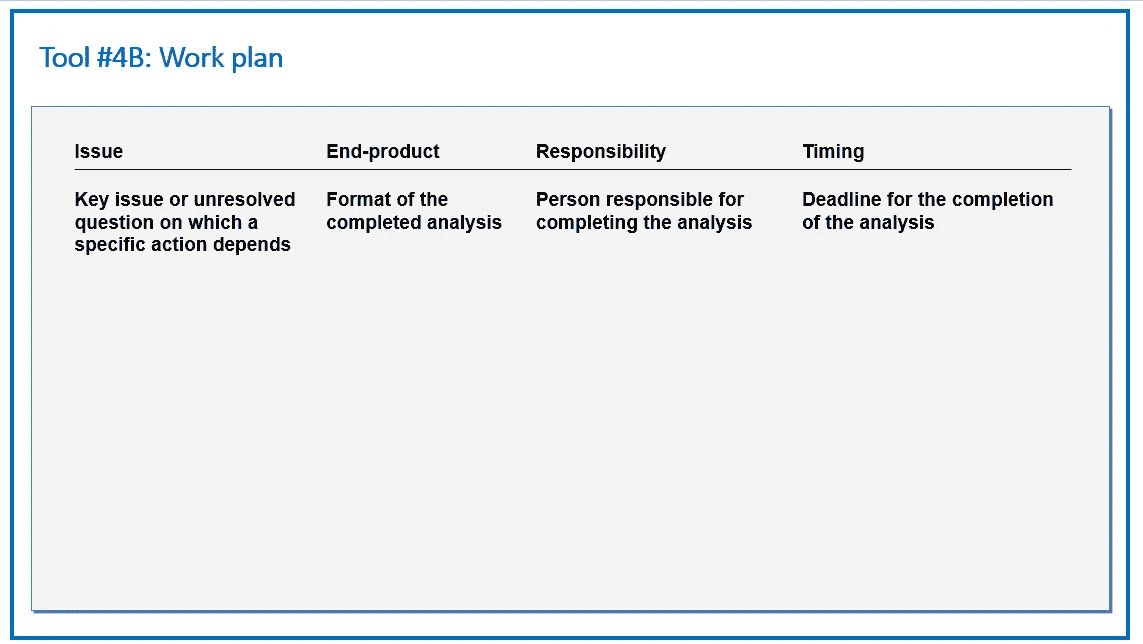 Tool #4B: Work plan
Issue End-product Responsibility Timing
Key issue or unresolved
question on which a
specific action depends
Format of the
completed analysis
Person responsible for
completing the analysis
Deadline for the completion
of the analysis